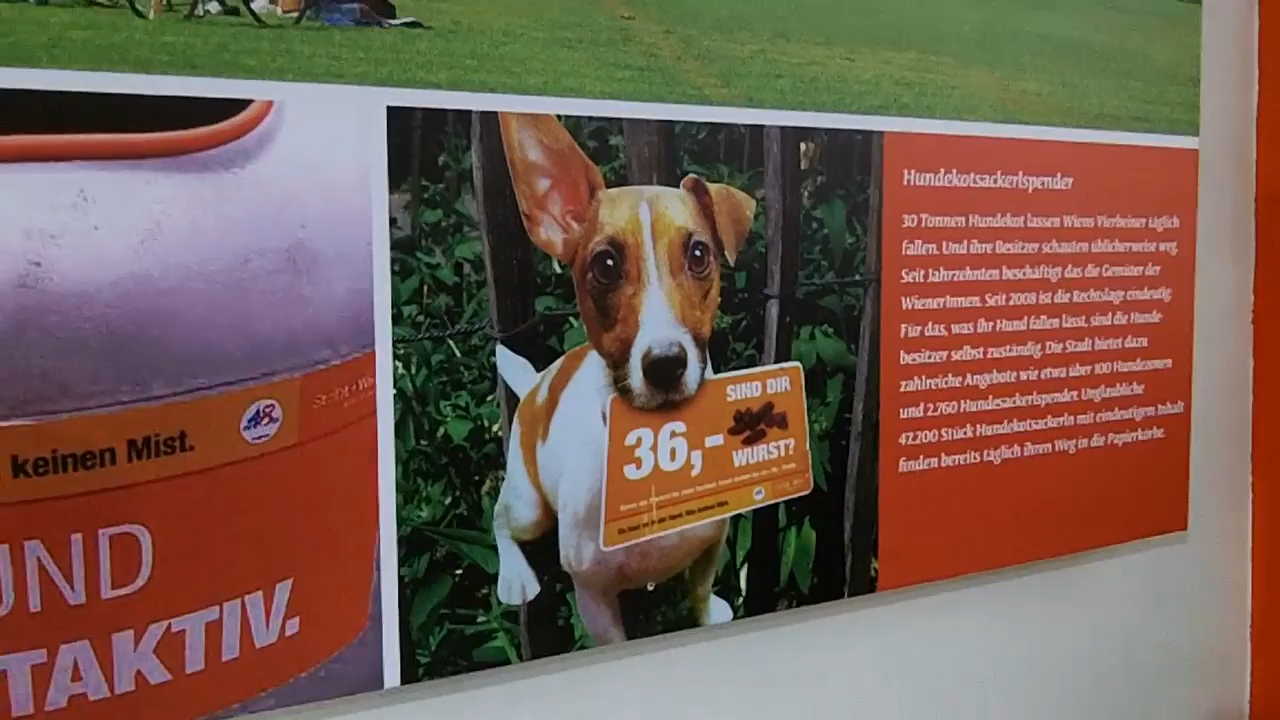 keinen Mist.
48er
UND
TAKTIV.
SIND DIR
36,-
WURST?
Hundekotsackerlspender
30 Tonnen Hundekot lassen Wiens Vierbeiner täglich
fallen. Und ihre Besitzer schauten üblicherweise weg.
Seit Jahrzehnten beschäftigt das die Gemüter der
WienerInnen. Seit 2008 ist die Rechtslage eindeutig:
Für das, was ihr Hund fallen lässt, sind die Hunde-
besitzer selbst zuständig. Die Stadt bietet dazu
zahlreiche Angebote wie etwa über 100 Hundezonen
und 2.760 Hundesackerlspender. Unglaubliche
47.200 Stück Hundekotsackerln mit eindeutigem Inhalt
finden bereits täglich ihren Weg in die Papierkörbe.